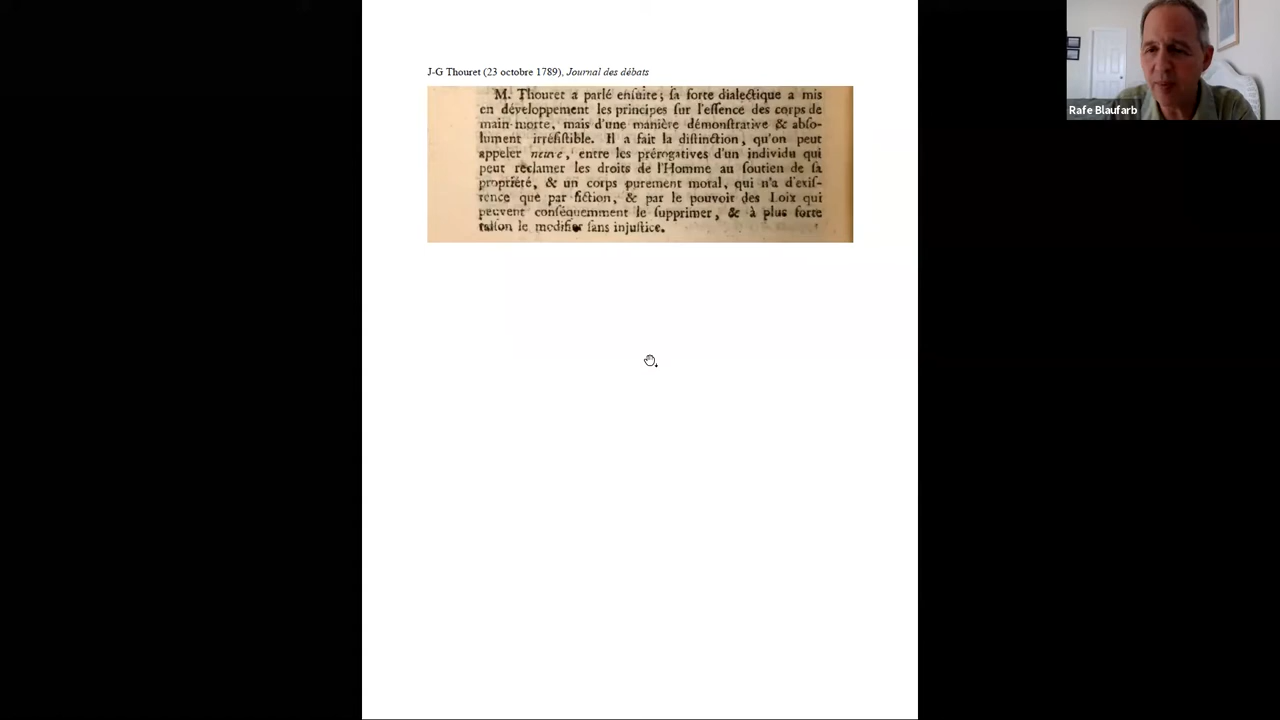 J-G Thouret (23 octobre 1789), Journal des débats
M. Thouret a parlé enſuite; ſa forte dialectique a mis
en développement les principes ſur l'eſſence des corps de
main-morte, mais d'une manière démonſtrative & abſo-
lument irréſiſtible. Il a fait la diſtinction, qu'on peut
appeler neuve, entre les prérogatives d'un individu qui
peut réclamer les droits de l'Homme au ſoutien de ſa
propriété, & un corps purement moral, qui n'a d'exiſ-
tence que par fiction, & par le pouvoir des Loix qui
peuvent conſéquemment le ſupprimer, & à plus forte
raiſon le modifier ſans injuſtice.
Rafe Blaufarb